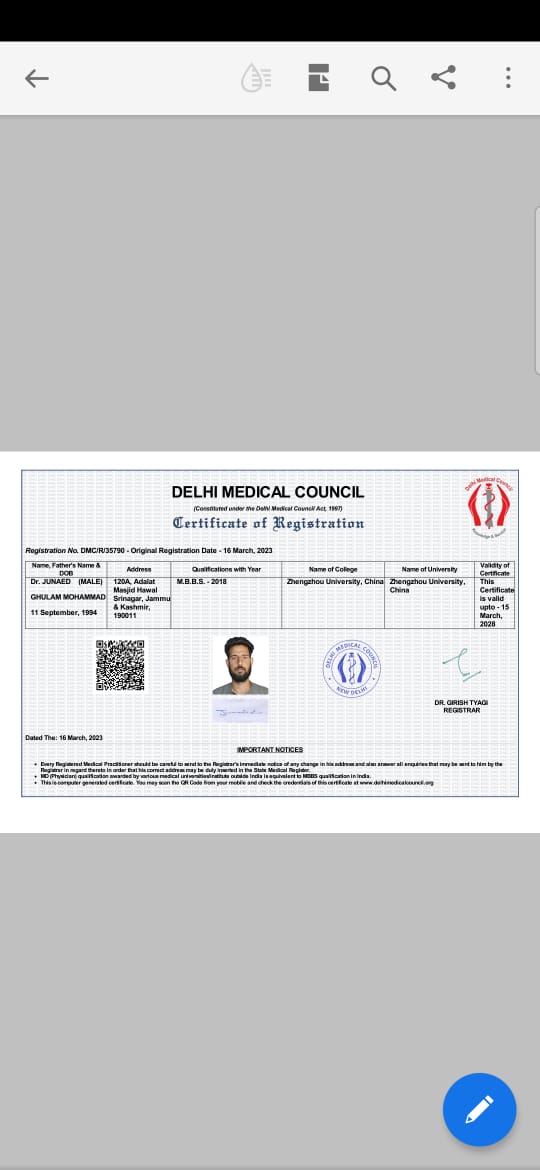 DELHI MEDICAL COUNCIL
(Constituted under the Delhi Medical Council Act, 1997)
Certificate of Registration
Delhi Medical Council
Knowledge & Service
Registration No. DMC/R/35790 - Original Registration Date - 16 March, 2023
Name, Father's Name & DOB
Address
Qualifications with Year
Name of College
Name of University
Validity of Certificate
Dr. JUNAED (MALE)
GHULAM MOHAMMAD
11 September, 1994
120A, Adalat
Masjid Hawal
Srinagar, Jammu
& Kashmir,
190011
M.B.B.S. - 2018
Zhengzhou University, China
Zhengzhou University,
China
This
Certificate
is valid
upto - 15
March,
2028
DELHI MEDICAL COUNCIL
NEW DELHI
DR. GIRISH TYAGI
REGISTRAR
Dated The: 16 March, 2023
IMPORTANT NOTICES
• Every Registered Medical Practitioner should be careful to send to the Registrar's immediate notice of any change in his address and also answer all enquiries that may be sent to him by the
Registrar in regard thereto in order that his correct address may be duly inserted in the State Medical Register.
• MD (Physician) qualification awarded by various medical universities/institute outside India is equivalent to MBBS qualification in India.
• This is computer generated certificate. You may scan the QR Code from your mobile and check the credentials of this certificate at www.delhimedicalcouncil.org